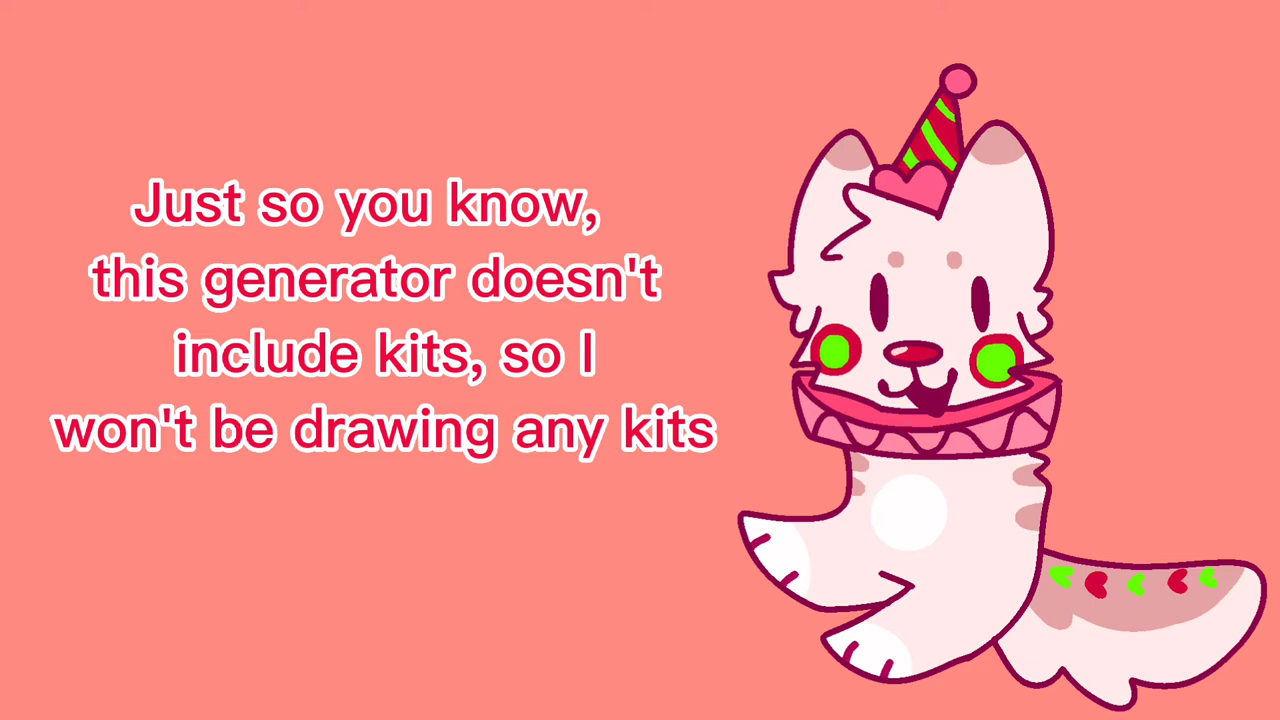 Just so you know,
this generator doesn't
include kits, so I
won't be drawing any kits